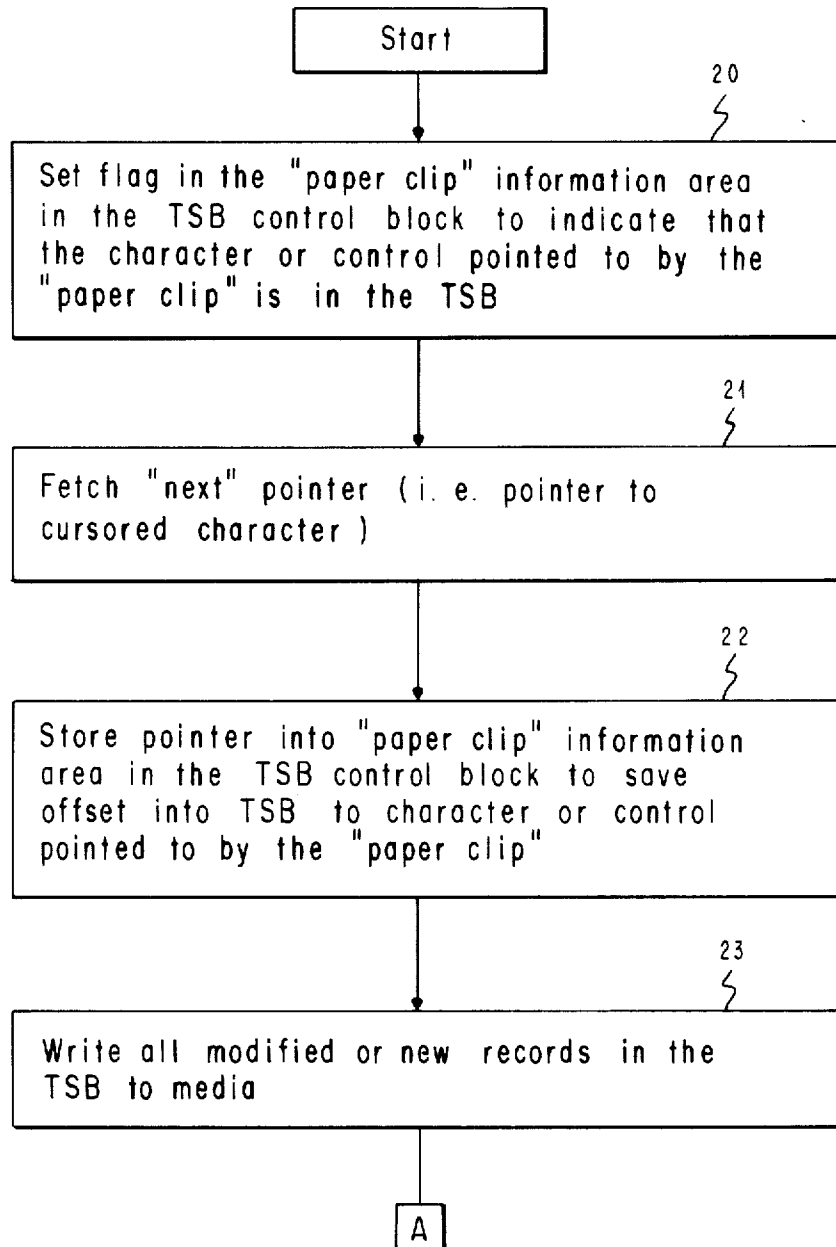 Start
20
Set flag in the "paper clip" information area
in the TSB control block to indicate that
the character or control pointed to by the
"paper clip" is in the TSB
21
Fetch "next" pointer (i. e. pointer to
cursored character)
22
Store pointer into "paper clip" information
area in the TSB control block to save
offset into TSB to character or control
pointed to by the "paper clip"
23
Write all modified or new records in the
TSB to media
A